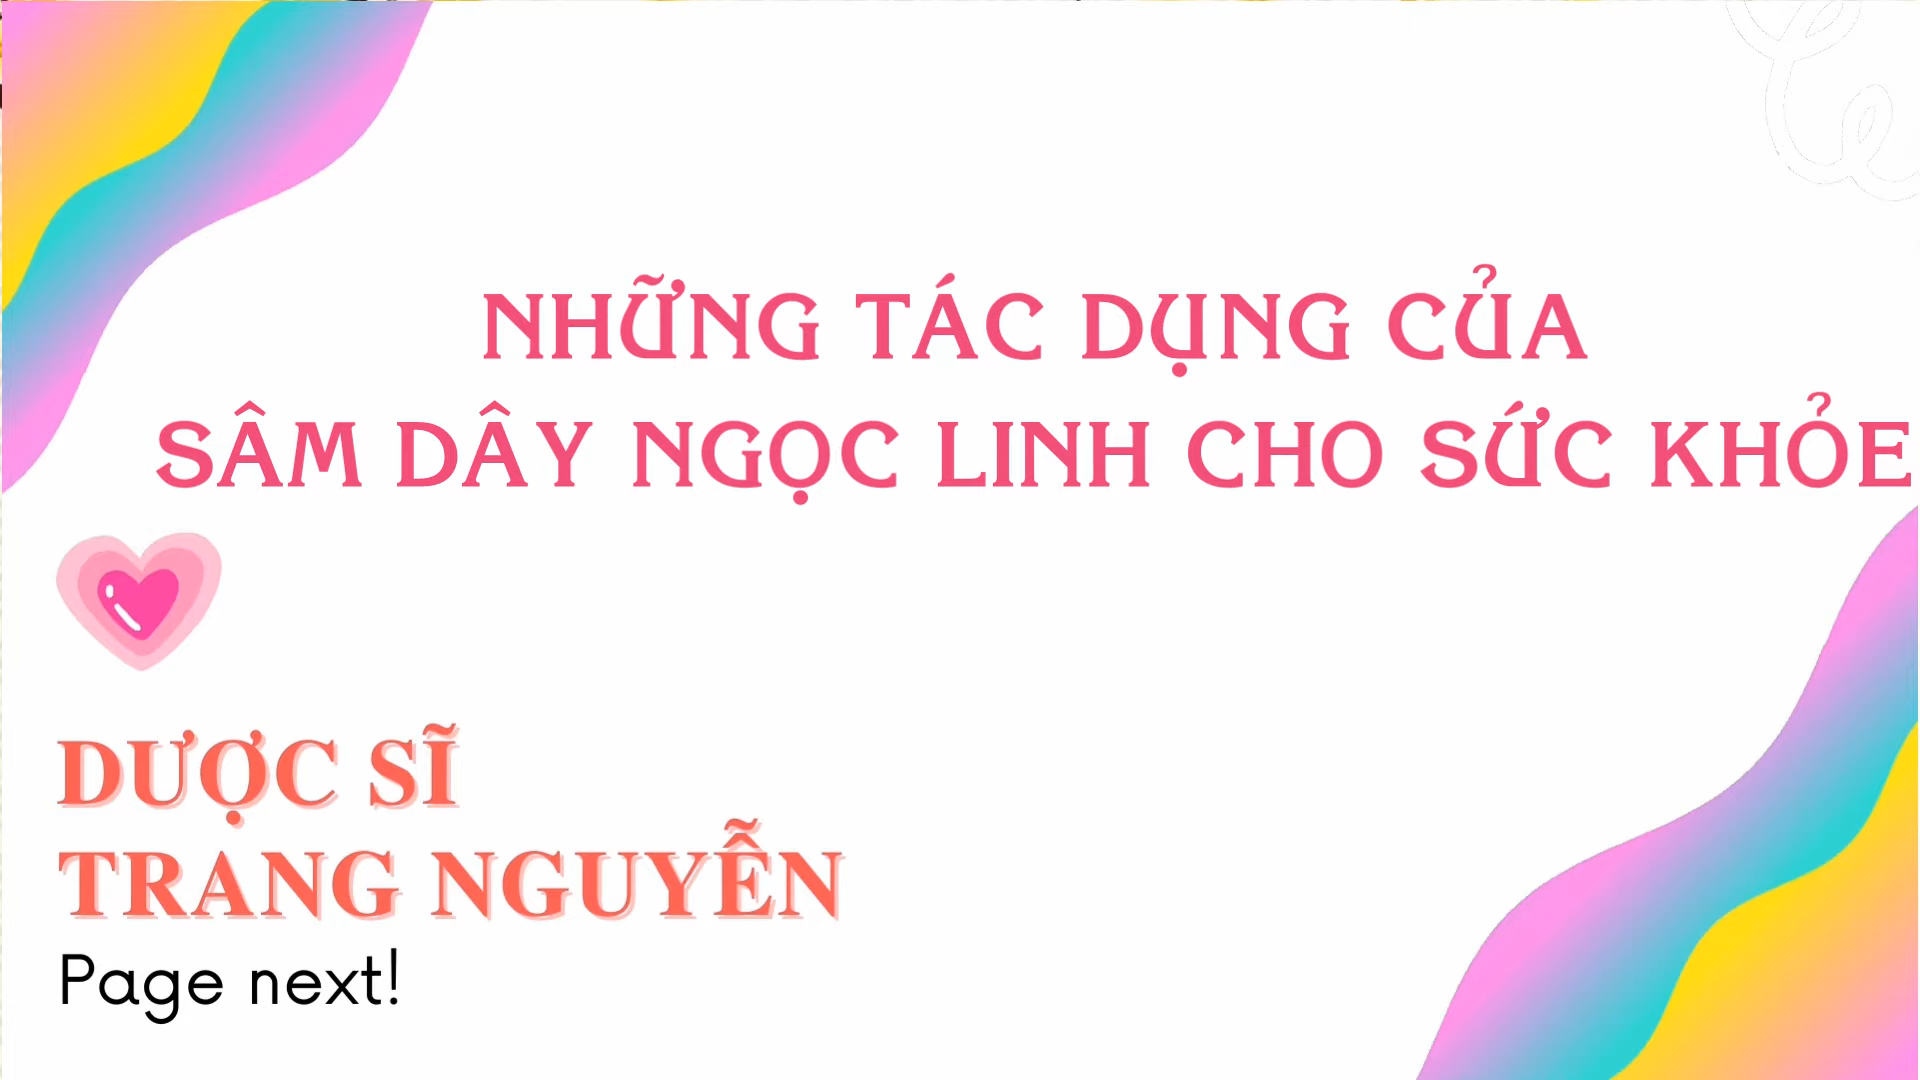 NHỮNG TÁC DỤNG CỦA
SÂM DÂY NGỌC LINH CHO SỨC KHỎE
DƯỢC SĨ
TRANG NGUYỄN
Page next!